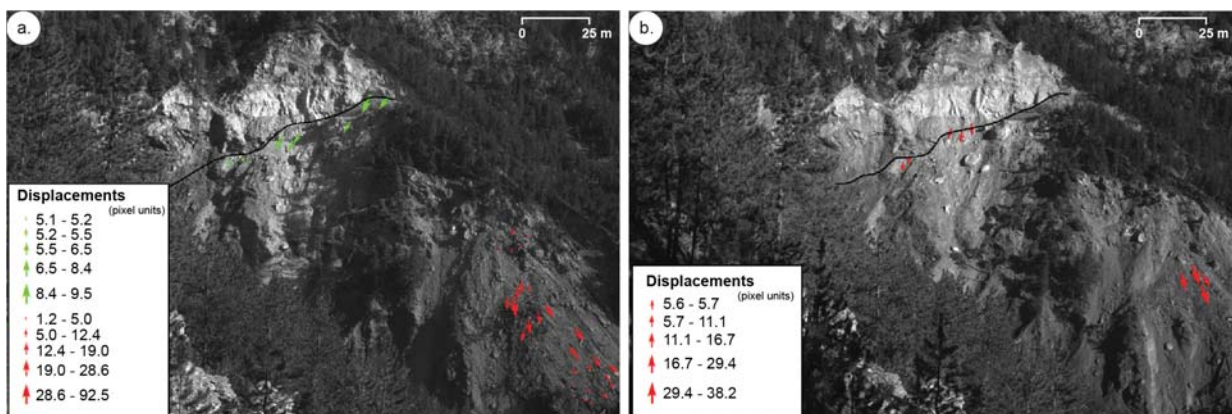 a.
0 25 m
Displacements
(pixel units)
5.1 - 5.2
5.2 - 5.5
5.5 - 6.5
6.5 - 8.4
8.4 - 9.5
1.2 - 5.0
5.0 - 12.4
12.4 - 19.0
19.0 - 28.6
28.6 - 92.5
b.
0 25 m
Displacements
(pixel units)
5.6 - 5.7
5.7 - 11.1
11.1 - 16.7
16.7 - 29.4
29.4 - 38.2